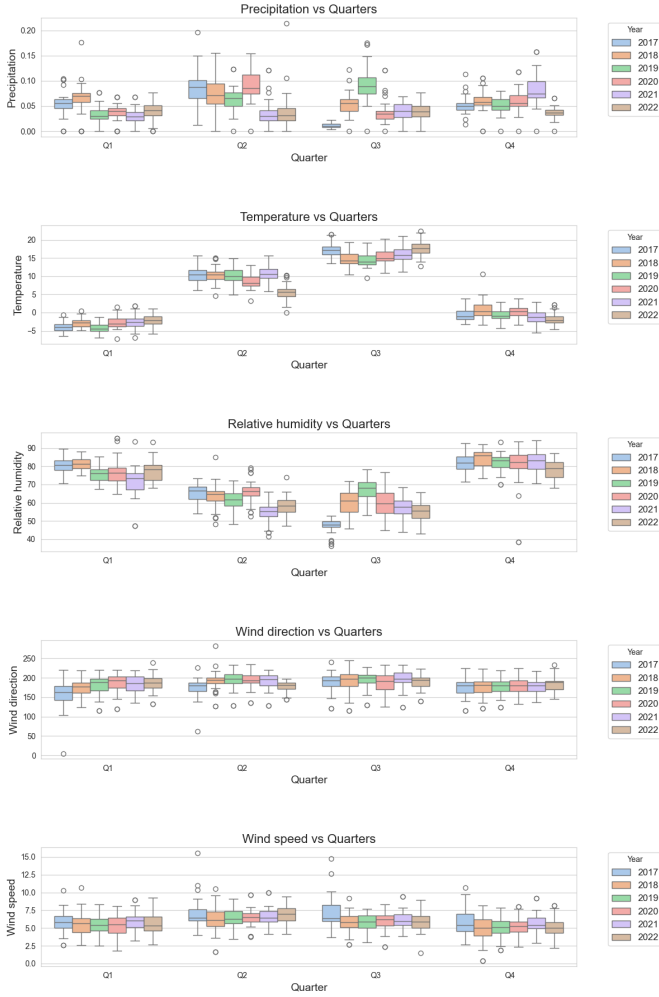 Precipitation vs Quarters
Precipitation
0.20
0.15
0.10
0.05
0.00
Q1 Q2 Q3 Q4
Quarter
Year
2017
2018
2019
2020
2021
2022
Temperature vs Quarters
Temperature
20
15
10
5
0
−5
Q1 Q2 Q3 Q4
Quarter
Year
2017
2018
2019
2020
2021
2022
Relative humidity vs Quarters
Relative humidity
90
80
70
60
50
40
Q1 Q2 Q3 Q4
Quarter
Year
2017
2018
2019
2020
2021
2022
Wind direction vs Quarters
Wind direction
250
200
150
100
50
0
Q1 Q2 Q3 Q4
Quarter
Year
2017
2018
2019
2020
2021
2022
Wind speed vs Quarters
Wind speed
15.0
12.5
10.0
7.5
5.0
2.5
0.0
Q1 Q2 Q3 Q4
Quarter
Year
2017
2018
2019
2020
2021
2022